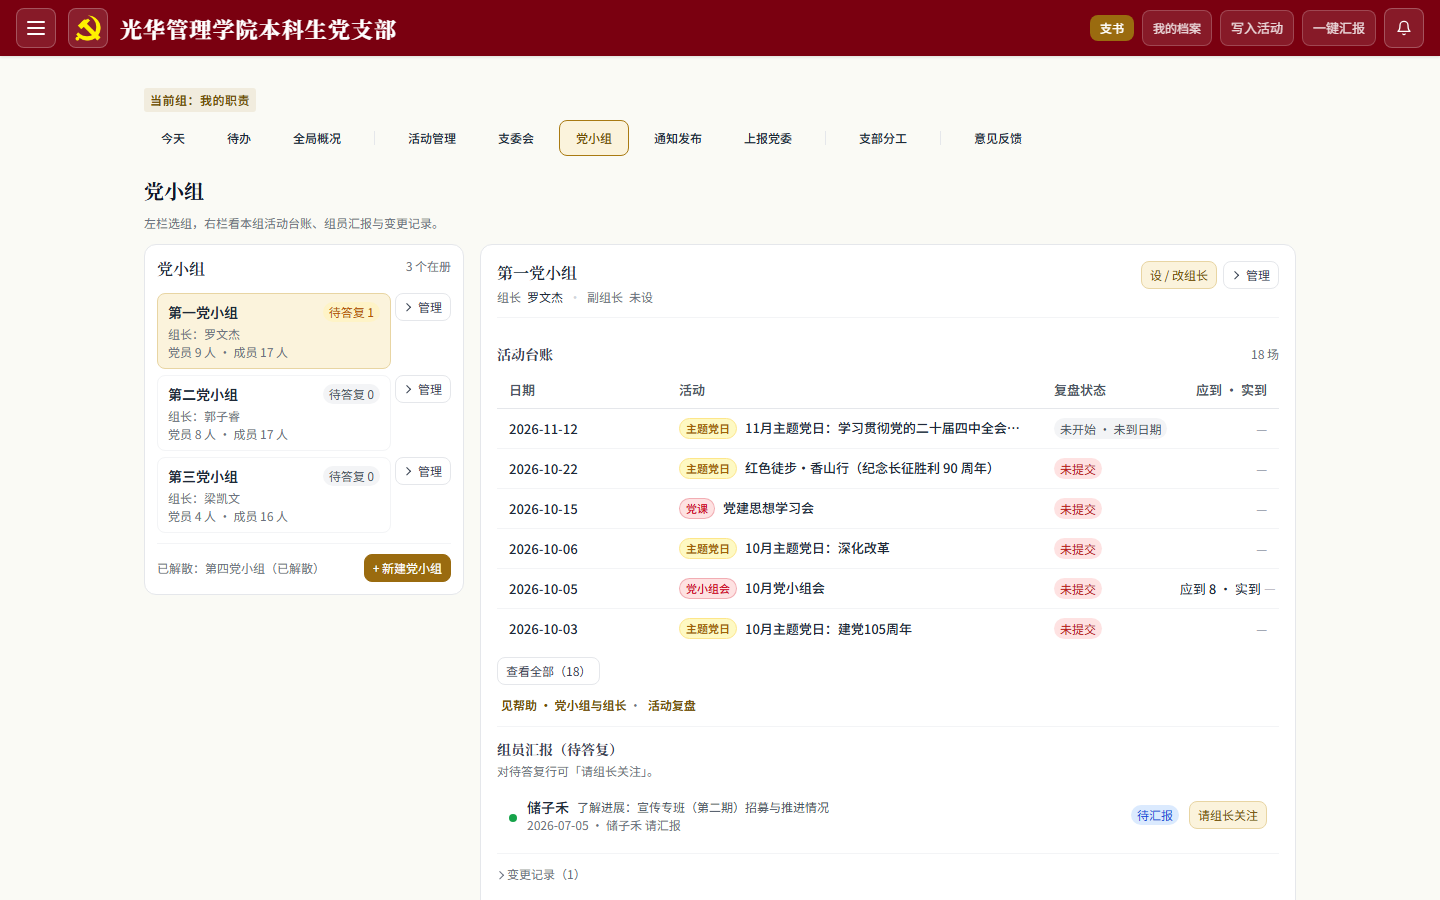 光华管理学院本科生党支部
支书
我的档案
写入活动
一键汇报
当前组：我的职责
今天
待办
全局概况
活动管理
支委会
党小组
通知发布
上报党委
支部分工
意见反馈
党小组
左栏选组，右栏看本组活动台账、组员汇报与变更记录。
党小组
3 个在册
第一党小组
待答复 1
组长：罗文杰
党员 9 人 · 成员 17 人
管理
第二党小组
待答复 0
组长：郭子睿
党员 8 人 · 成员 17 人
管理
第三党小组
待答复 0
组长：梁凯文
党员 4 人 · 成员 16 人
管理
已解散：第四党小组（已解散）
+ 新建党小组
第一党小组
组长 罗文杰 · 副组长 未设
设 / 改组长
管理
活动台账
18 场
日期 活动 复盘状态 应到 · 实到
2026-11-12 主题党日 11月主题党日：学习贯彻党的二十届四中全会… 未开始 · 未到日期 —
2026-10-22 主题党日 红色徒步·香山行（纪念长征胜利 90 周年） 未提交 —
2026-10-15 党课 党建思想学习会 未提交 —
2026-10-06 主题党日 10月主题党日：深化改革 未提交 —
2026-10-05 党小组会 10月党小组会 未提交 应到 8 · 实到 —
2026-10-03 主题党日 10月主题党日：建党105周年 未提交 —
查看全部（18）
见帮助 · 党小组与组长 · 活动复盘
组员汇报（待答复）
对待答复行可「请组长关注」。
储子禾 了解进展：宣传专班（第二期）招募与推进情况
2026-07-05 · 储子禾 请汇报
待汇报
请组长关注
变更记录（1）